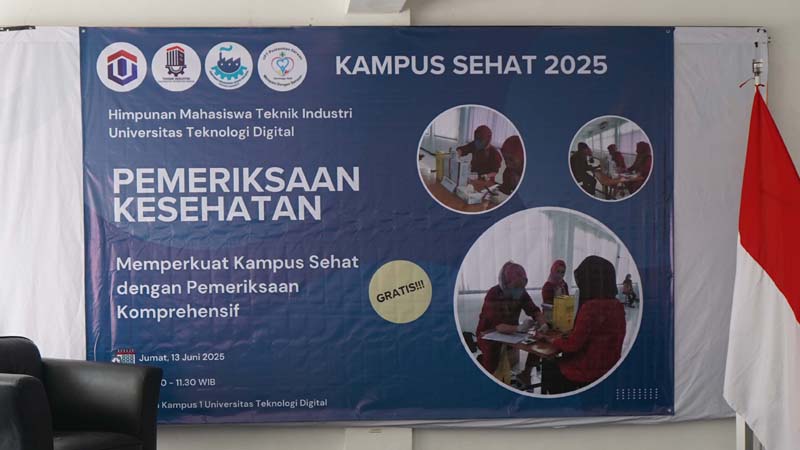 KAMPUS SEHAT 2025
Himpunan Mahasiswa Teknik Industri
Universitas Teknologi Digital
PEMERIKSAAN
KESEHATAN
Memperkuat Kampus Sehat
dengan Pemeriksaan
Komprehensif
GRATIS!!!
Jumat, 13 Juni 2025
- 11.30 WIB
Kampus 1 Universitas Teknologi Digital